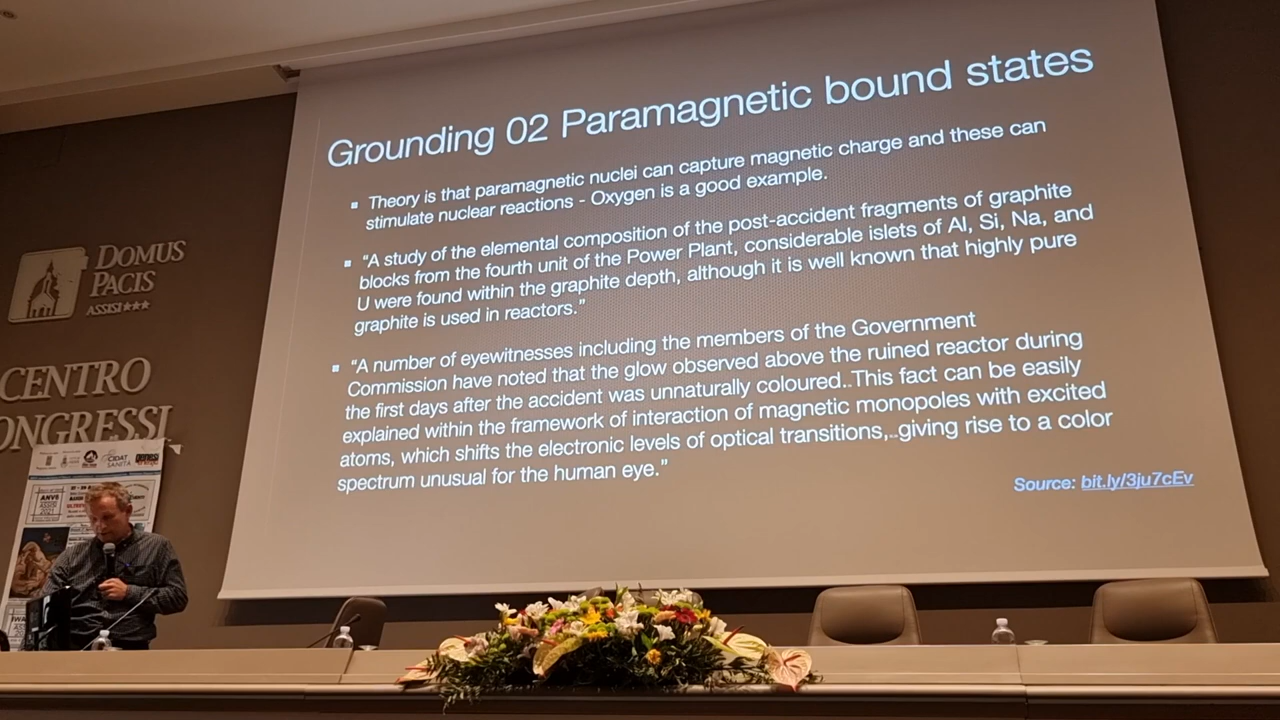 Grounding 02 Paramagnetic bound states
Theory is that paramagnetic nuclei can capture magnetic charge and these can
stimulate nuclear reactions - Oxygen is a good example.
"A study of the elemental composition of the post-accident fragments of graphite
blocks from the fourth unit of the Power Plant, considerable islets of Al, Si, Na, and
U were found within the graphite depth, although it is well known that highly pure
graphite is used in reactors."
"A number of eyewitnesses including the members of the Government
Commission have noted that the glow observed above the ruined reactor during
the first days after the accident was unnaturally coloured..This fact can be easily
explained within the framework of interaction of magnetic monopoles with excited
atoms, which shifts the electronic levels of optical transitions,..giving rise to a color
spectrum unusual for the human eye."
Source: bit.ly/3ju7cEv
DOMUS
PACIS
ASSISI★★★
CENTRO
ONGRESSI
CIDAT
SANITA
genesi